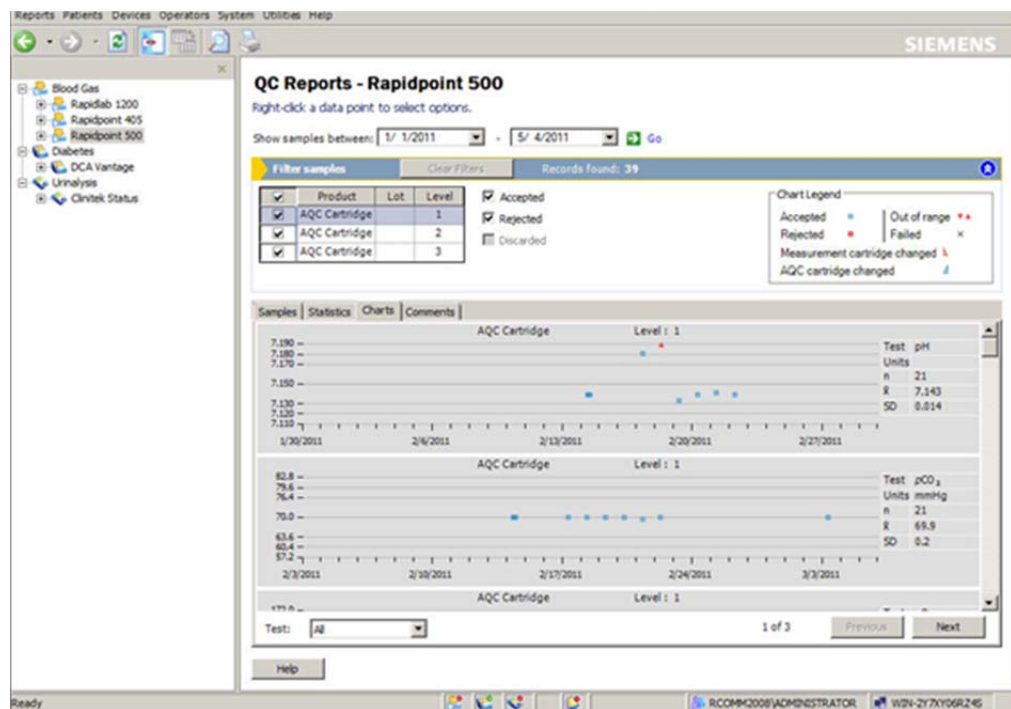 Reports Patients Devices Operators System Utilities Help
SIEMENS
Blood Gas
Rapidlab 1200
Rapidpoint 405
Rapidpoint 500
Diabetes
DCA Vantage
Urinalysis
Clinitek Status
QC Reports - Rapidpoint 500
Right-click a data point to select options.
Show samples between: 1/ 1/2011 - 5/ 4/2011 Go
Filter samples Clear Filters Records found: 39
Product Lot Level
AQC Cartridge 1
AQC Cartridge 2
AQC Cartridge 3
Accepted
Rejected
Discarded
Chart Legend
Accepted Out of range
Rejected Failed
Measurement cartridge changed
AQC cartridge changed
Samples Statistics Charts Comments
AQC Cartridge Level : 1
7.190
7.180
7.170
7.150
7.130
7.120
7.110
1/30/2011 2/6/2011 2/13/2011 2/20/2011 2/27/2011
Test pH
Units
n 21
x̄ 7.143
SD 0.014
AQC Cartridge Level : 1
82.8
79.6
76.4
70.0
63.6
60.4
57.2
2/3/2011 2/10/2011 2/17/2011 2/24/2011 3/3/2011
Test pCO₂
Units mmHg
n 21
x̄ 69.9
SD 0.2
AQC Cartridge Level : 1
Test: All 1 of 3 Previous Next
Help
Ready RCOMM2008\ADMINISTRATOR WIN-2Y7XY06RZ4S